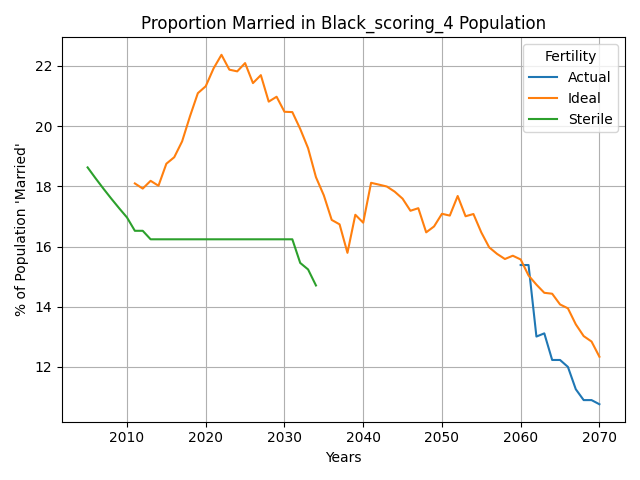 Proportion Married in Black_scoring_4 Population
% of Population 'Married'
22
20
18
16
14
12
Fertility
Actual
Ideal
Sterile
2010 2020 2030 2040 2050 2060 2070
Years